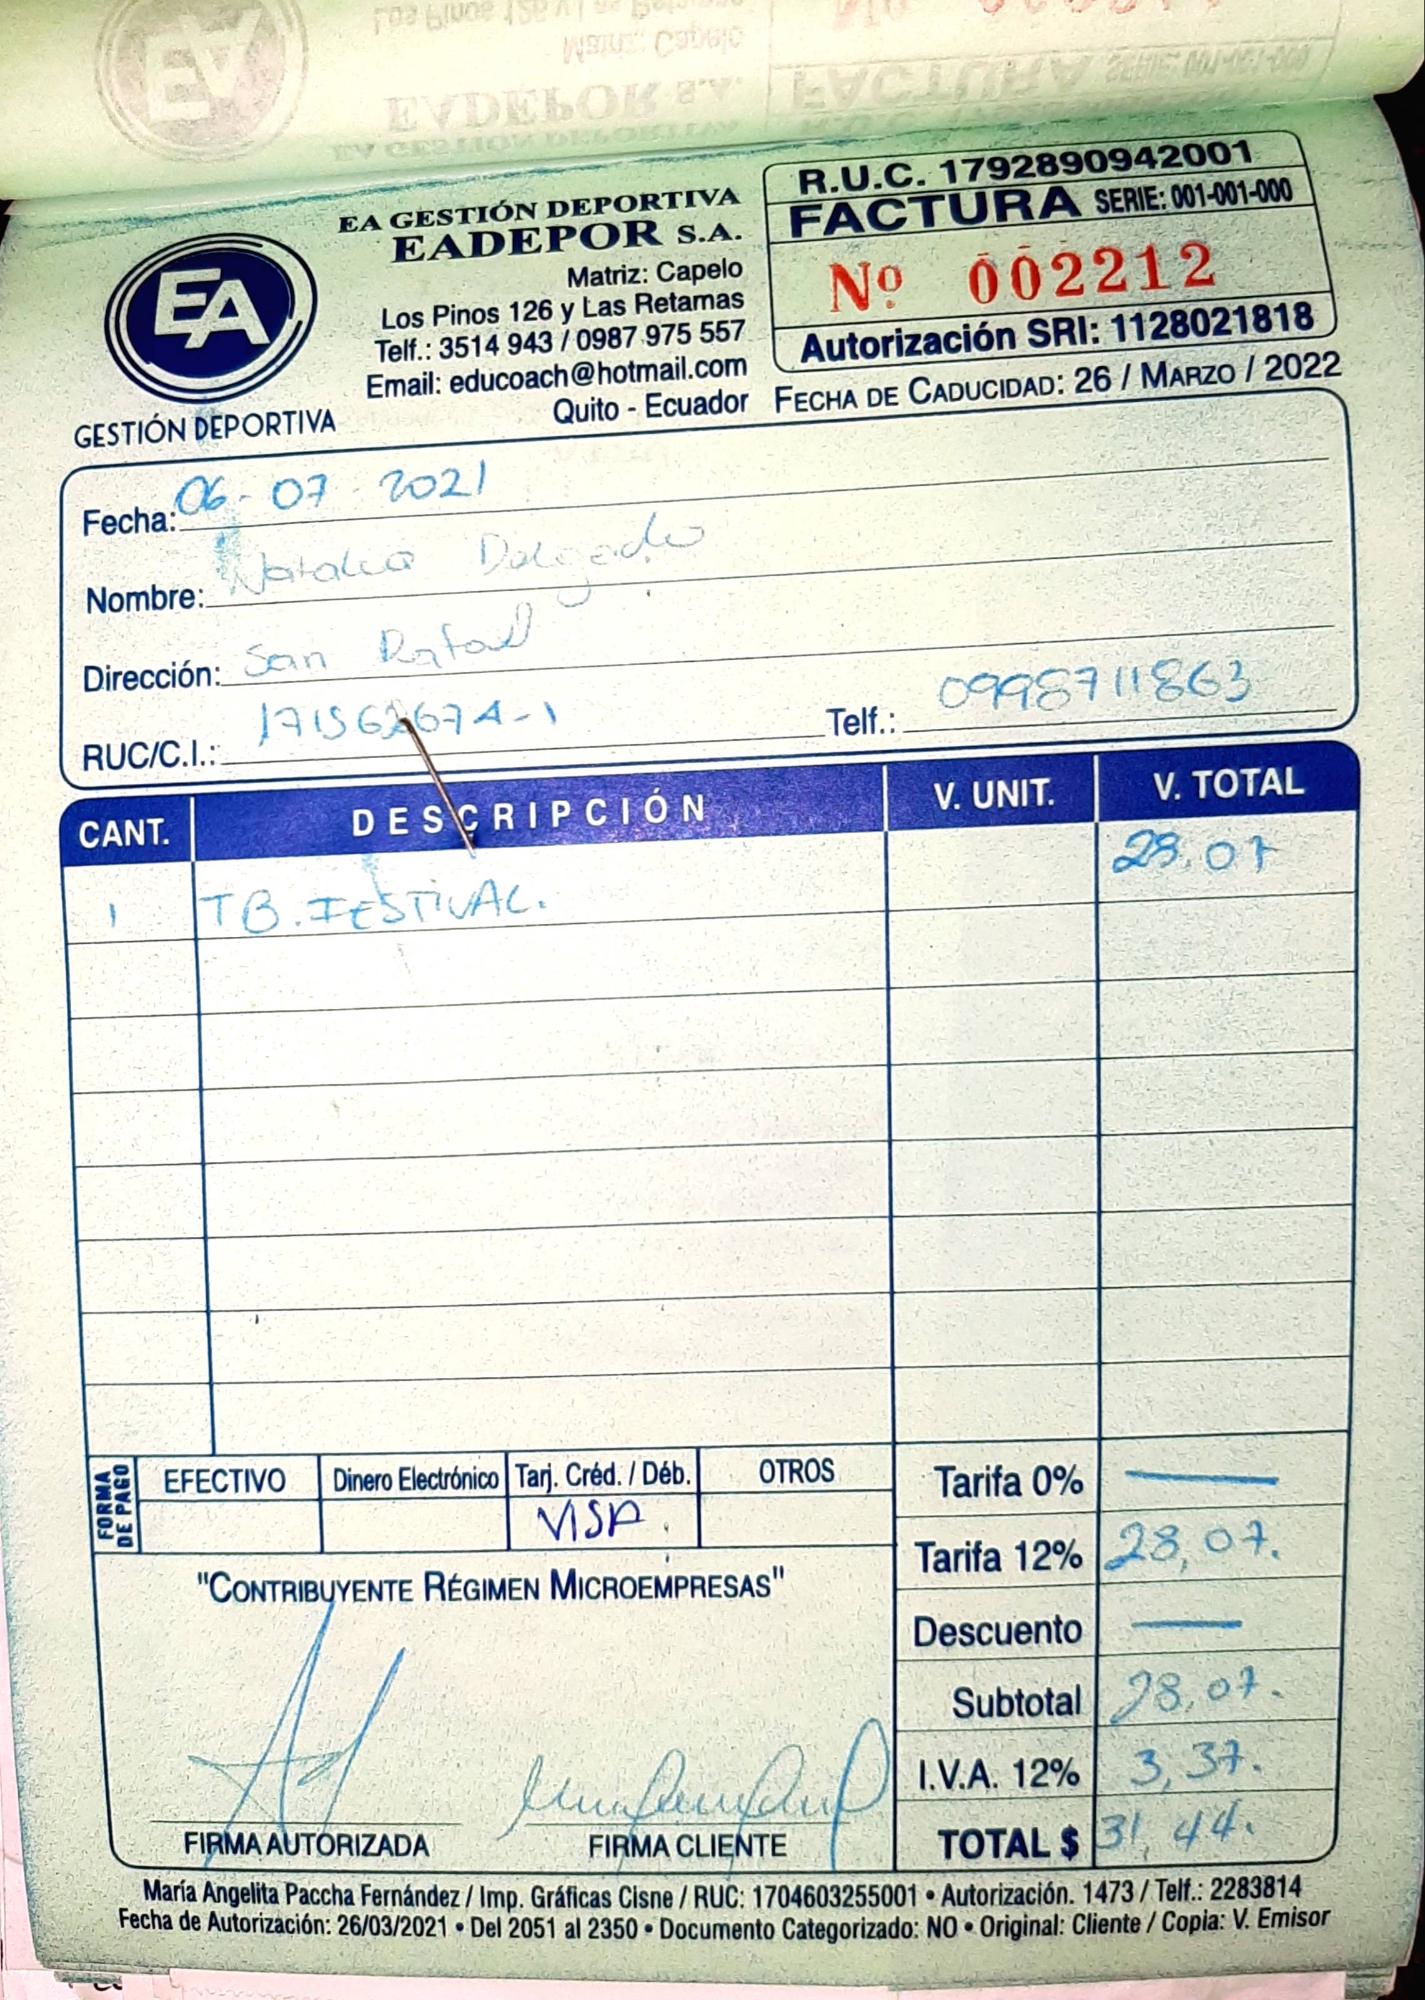 EA
GESTIÓN DEPORTIVA
EA GESTIÓN DEPORTIVA
EADEPOR S.A.
Matriz: Capelo
Los Pinos 126 y Las Retamas
Telf.: 3514 943 / 0987 975 557
Email: educoach@hotmail.com
Quito - Ecuador
R.U.C. 1792890942001
FACTURA SERIE: 001-001-000
Nº 002212
Autorización SRI: 1128021818
FECHA DE CADUCIDAD: 26 / MARZO / 2022
Fecha: 06-07-2021
Nombre: Natalia Delgado
Dirección: San Rafael
RUC/C.I.: Telf.: 0998711863
CANT. DESCRIPCIÓN V. UNIT. V. TOTAL
1 TB. FESTIVAL. 28.07
FORMA DE PAGO
EFECTIVO Dinero Electrónico Tarj. Créd. / Déb. OTROS
VISA
Tarifa 0% —
Tarifa 12% 28,07.
Descuento —
Subtotal 28,07.
I.V.A. 12% 3,37.
TOTAL $ 31,44.
"CONTRIBUYENTE RÉGIMEN MICROEMPRESAS"
FIRMA AUTORIZADA FIRMA CLIENTE
María Angelita Paccha Fernández / Imp. Gráficas Cisne / RUC: 1704603255001 • Autorización. 1473 / Telf.: 2283814
Fecha de Autorización: 26/03/2021 • Del 2051 al 2350 • Documento Categorizado: NO • Original: Cliente / Copia: V. Emisor